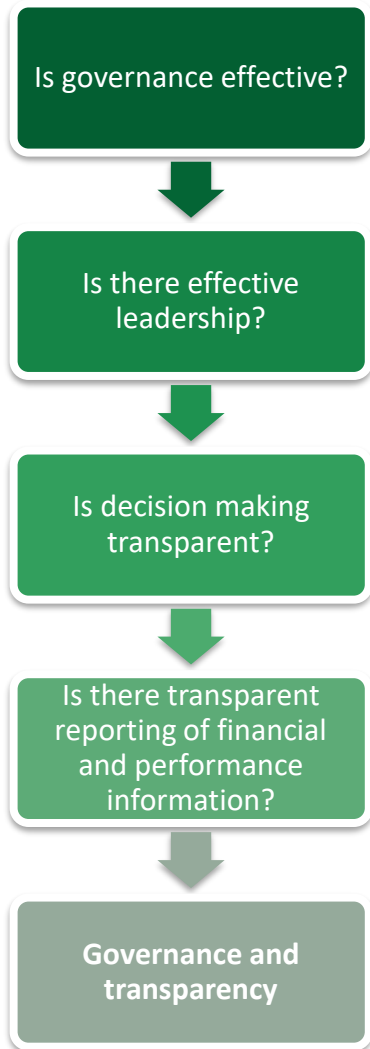 Is governance effective?
Is there effective
leadership?
Is decision making
transparent?
Is there transparent
reporting of financial
and performance
information?
Governance and
transparency